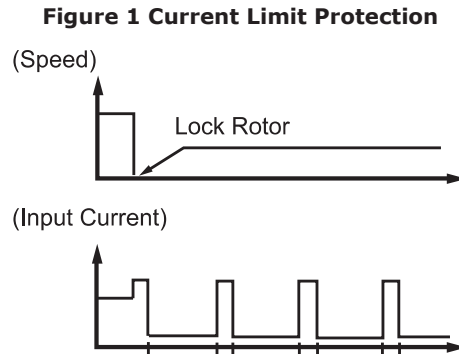 Figure 1 Current Limit Protection
(Speed)
Lock Rotor
(Input Current)